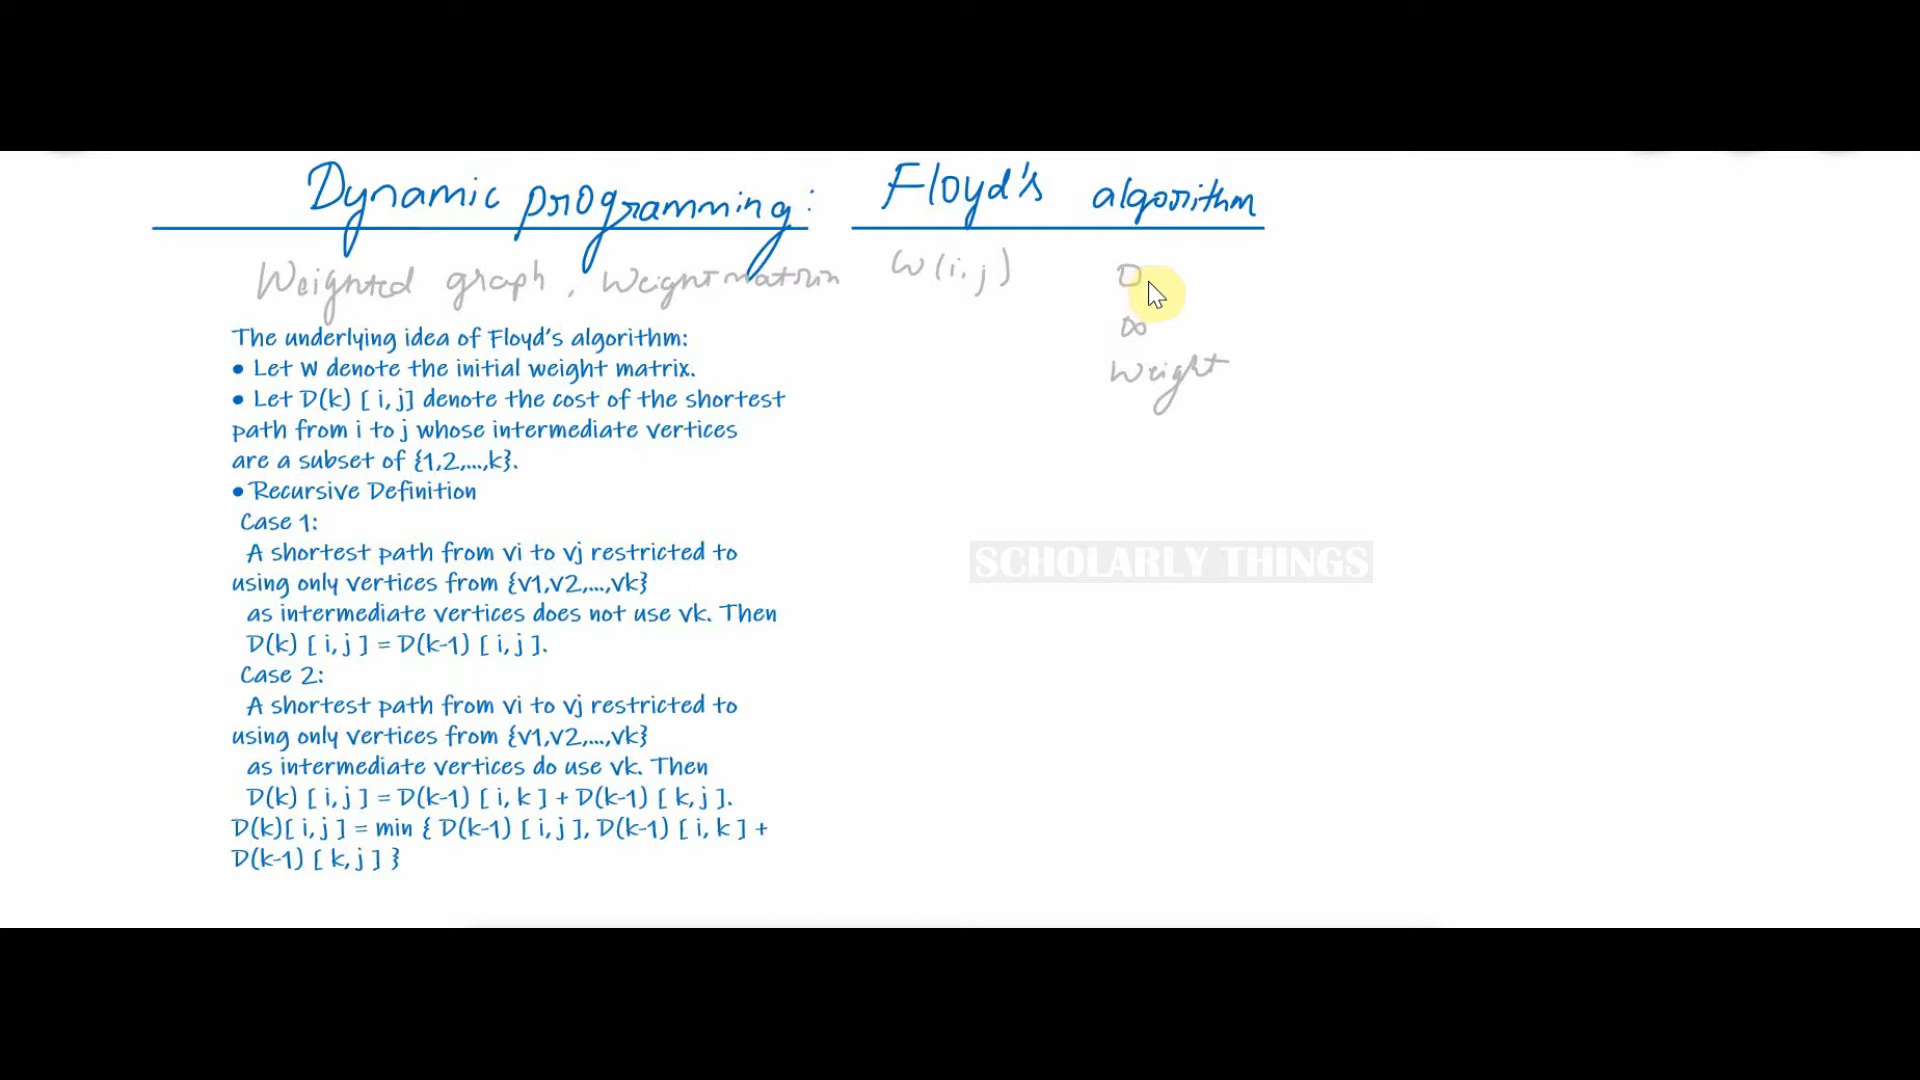 Dynamic programming: Floyd's algorithm
Weighted graph, Weight matrix W(i,j)
0
∞
Weight
The underlying idea of Floyd's algorithm:
• Let W denote the initial weight matrix.
• Let D(k) [ i, j] denote the cost of the shortest
path from i to j whose intermediate vertices
are a subset of {1,2,...,k}.
• Recursive Definition
Case 1:
A shortest path from vi to vj restricted to
using only vertices from {v1,v2,...,vk}
as intermediate vertices does not use vk. Then
D(k) [ i, j ] = D(k-1) [ i, j ].
Case 2:
A shortest path from vi to vj restricted to
using only vertices from {v1,v2,...,vk}
as intermediate vertices do use vk. Then
D(k) [ i, j ] = D(k-1) [ i, k ] + D(k-1) [ k, j ].
D(k)[ i, j ] = min { D(k-1) [ i, j ], D(k-1) [ i, k ] +
D(k-1) [ k, j ] }
SCHOLARLY THINGS